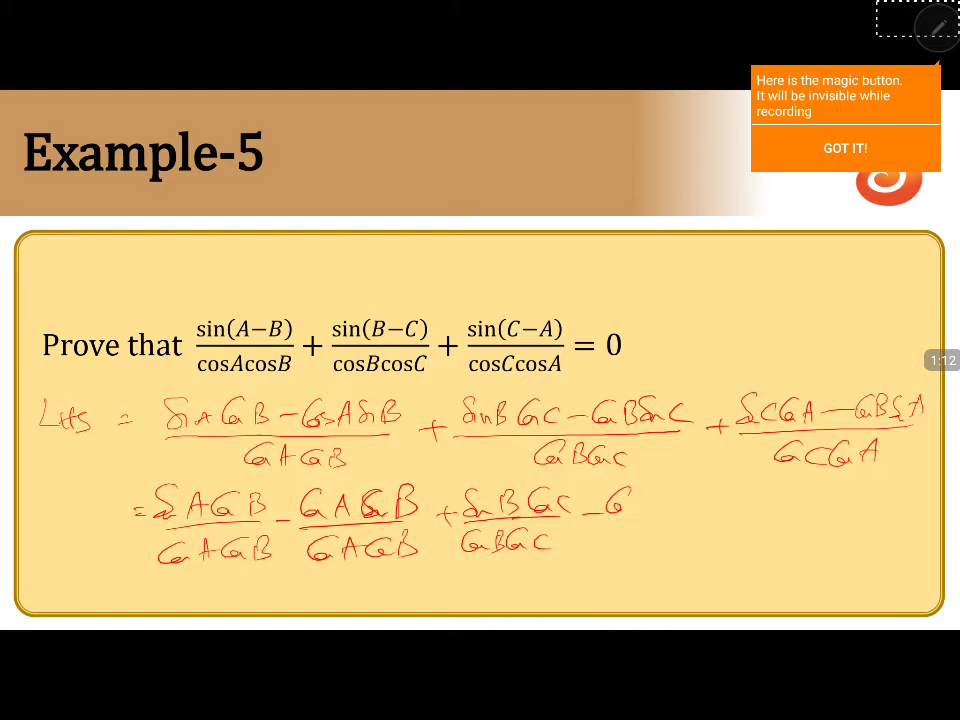 Here is the magic button.
It will be invisible while
recording
GOT IT!
Example-5
Prove that sin(A−B)/cosAcosB + sin(B−C)/cosBcosC + sin(C−A)/cosCcosA = 0
1:12
LHS = (SinA CosB − CosA SinB)/(CosA CosB) + (SinB CosC − CosB SinC)/(CosB CosC) + (SinC CosA − CosB SinA)/(CosC CosA)
= (SinA CosB)/(CosA CosB) − (CosA SinB)/(CosA CosB) + (SinB CosC)/(CosB CosC) − C